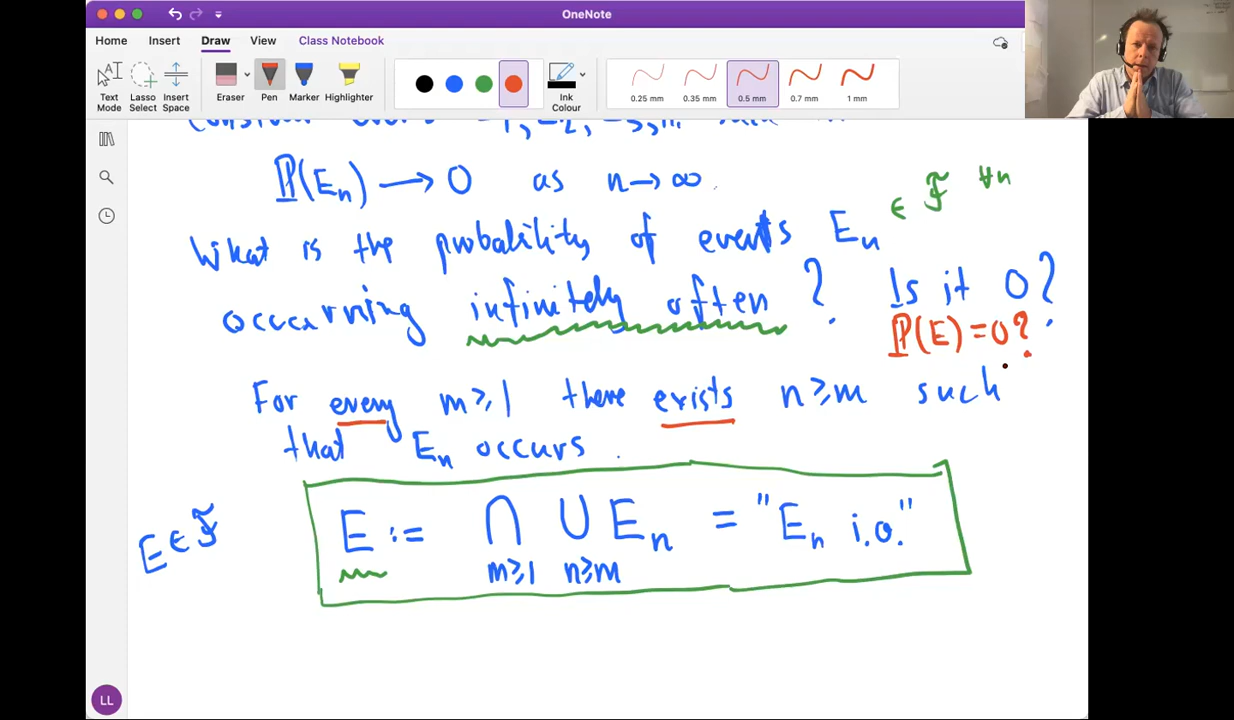 OneNote
Home Insert Draw View Class Notebook
Text Mode
Lasso Select
Insert Space
Eraser
Pen
Marker
Highlighter
Ink Colour
0.25 mm 0.35 mm 0.5 mm 0.7 mm 1 mm
ℙ(Eₙ) → 0 as n → ∞
∈ ℱ ∀n
What is the probability of events Eₙ
occurring infinitely often ? Is it 0?
ℙ(E) = 0?
For every m ≥ 1 there exists n ≥ m such
that Eₙ occurs.
E ∈ ℱ
E := ⋂_{m≥1} ⋃_{n≥m} Eₙ = "Eₙ i.o."
LL